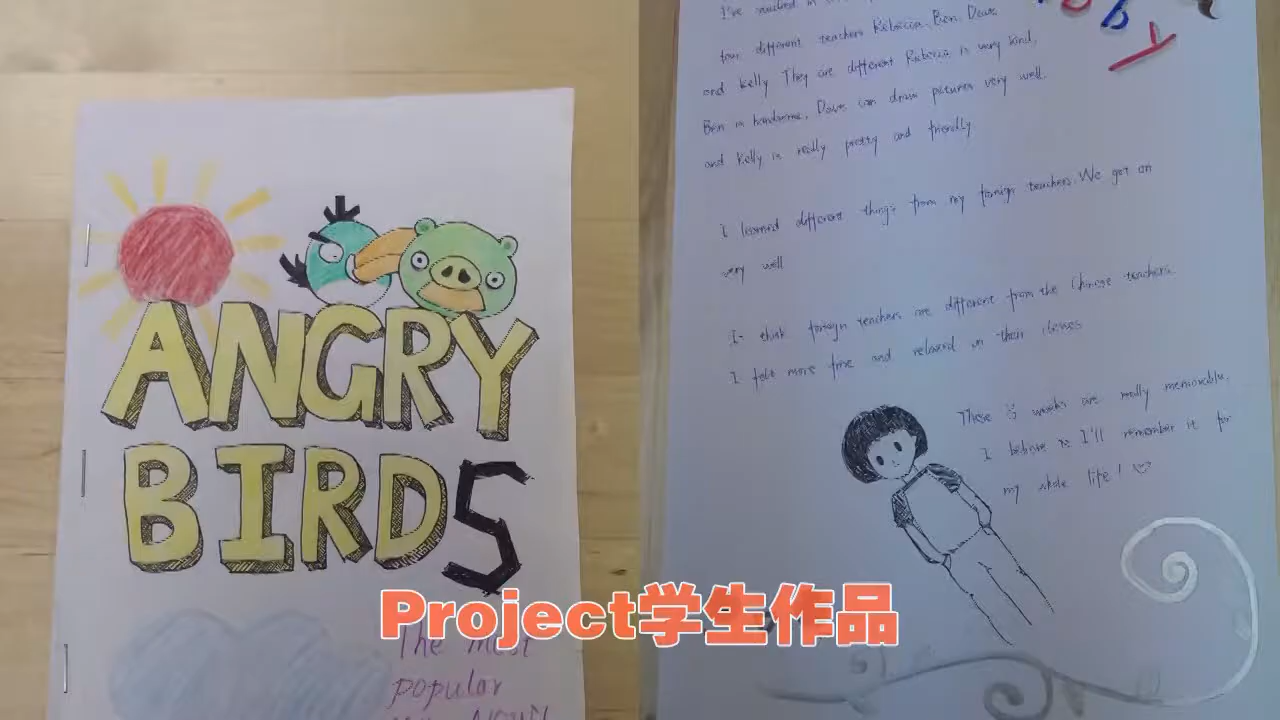 ANGRY
BIRDS
The most
popular
I've
four different teachers Rebecca, Ben, Dave
and Kelly They are different Rebecca is very kind,
Ben is handsome, Dave can draw pictures very well.
and Kelly is really pretty and friendly
I learned different things from my foreign teachers. We got on
very well
I think foreign teachers are different from the Chinese teachers.
I felt more free and relaxed in their classes
These 3 weeks are really memorable.
I believe I'll remember it for
my whole life!
Project学生作品